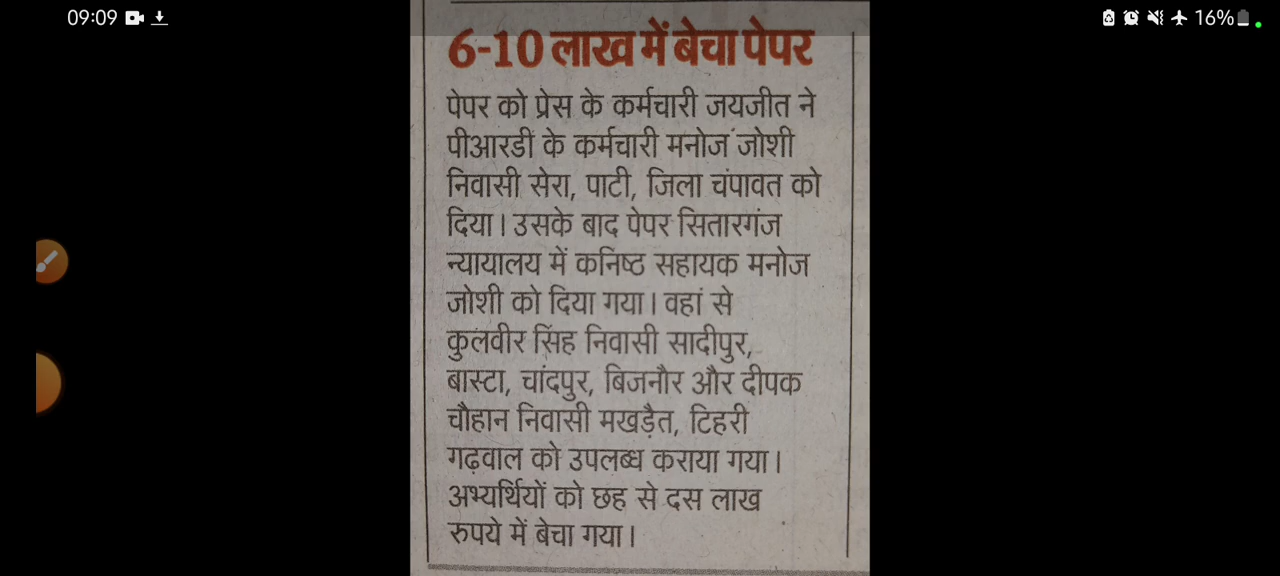 09:09
16%
6-10 लाख में बेचा पेपर
पेपर को प्रेस के कर्मचारी जयजीत ने
पीआरडी के कर्मचारी मनोज जोशी
निवासी सेरा, पाटी, जिला चंपावत को
दिया। उसके बाद पेपर सितारगंज
न्यायालय में कनिष्ठ सहायक मनोज
जोशी को दिया गया। वहां से
कुलवीर सिंह निवासी सादीपुर,
बास्टा, चांदपुर, बिजनौर और दीपक
चौहान निवासी मखड़ैत, टिहरी
गढ़वाल को उपलब्ध कराया गया।
अभ्यर्थियों को छह से दस लाख
रुपये में बेचा गया।